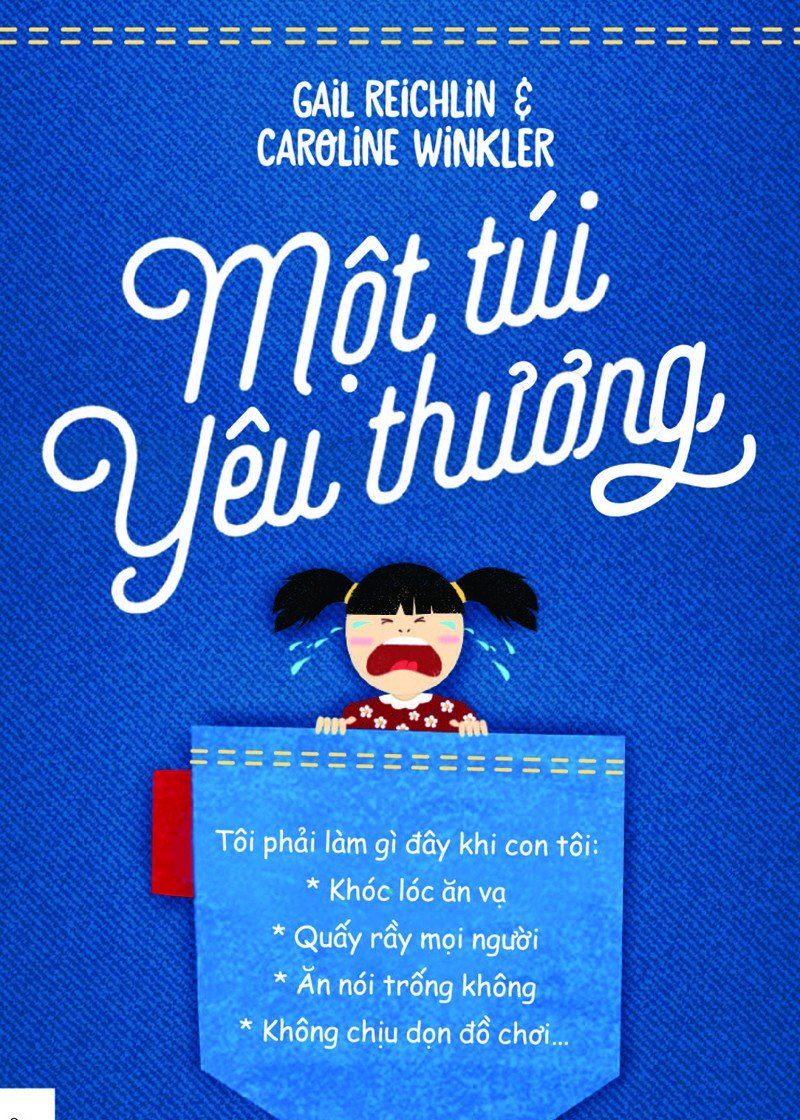 GAiL REiCHLiN &
CAROLiNE WiNKLER
Một túi
Yêu thương
Tôi phải làm gì đây khi con tôi:
* Khóc lóc ăn vạ
* Quấy rầy mọi người
* Ăn nói trống không
* Không chịu dọn đồ chơi...